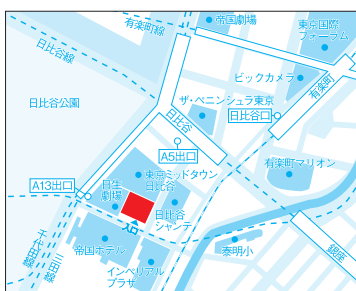 帝国劇場
有楽町線
東京国際
フォーラム
日比谷線
ビックカメラ
有楽町
日比谷公園
ザ・ペニンシュラ東京
日比谷口
日比谷
A5出口
有楽町マリオン
東京ミッドタウン
日比谷
A13出口
日生
劇場
日比谷
シャンテ
入口
千代田線
三田線
帝国ホテル
泰明小
銀座
インペリアル
プラザ